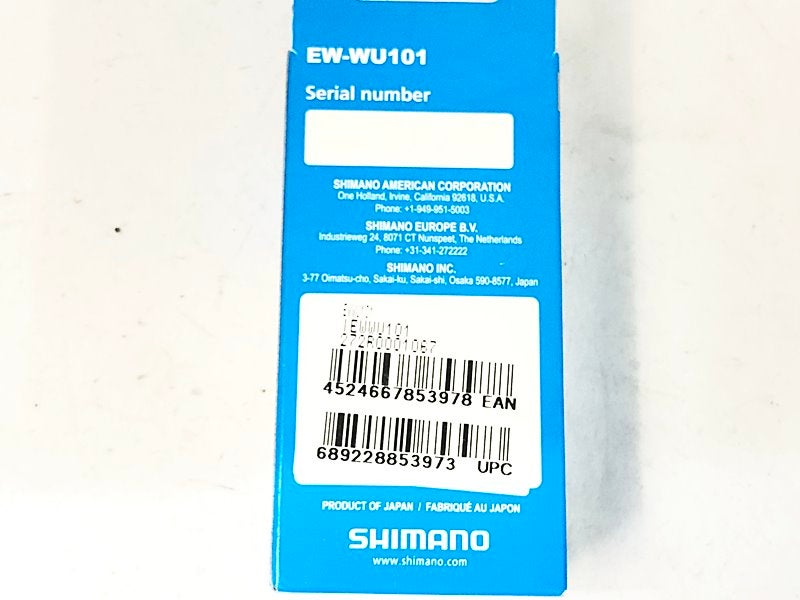 EW-WU101
Serial number
SHIMANO AMERICAN CORPORATION
One Holland, Irvine, California 92618, U.S.A.
Phone: +1-949-951-5003
SHIMANO EUROPE B.V.
Industrieweg 24, 8071 CT Nunspeet, The Netherlands
Phone: +31-341-272222
SHIMANO INC.
3-77 Oimatsu-cho, Sakai-ku, Sakai-shi, Osaka 590-8577, Japan
IEWWU101
272R0001067
4524667853978 EAN
689228853973 UPC
PRODUCT OF JAPAN / FABRIQUÉ AU JAPON
SHIMANO
www.shimano.com